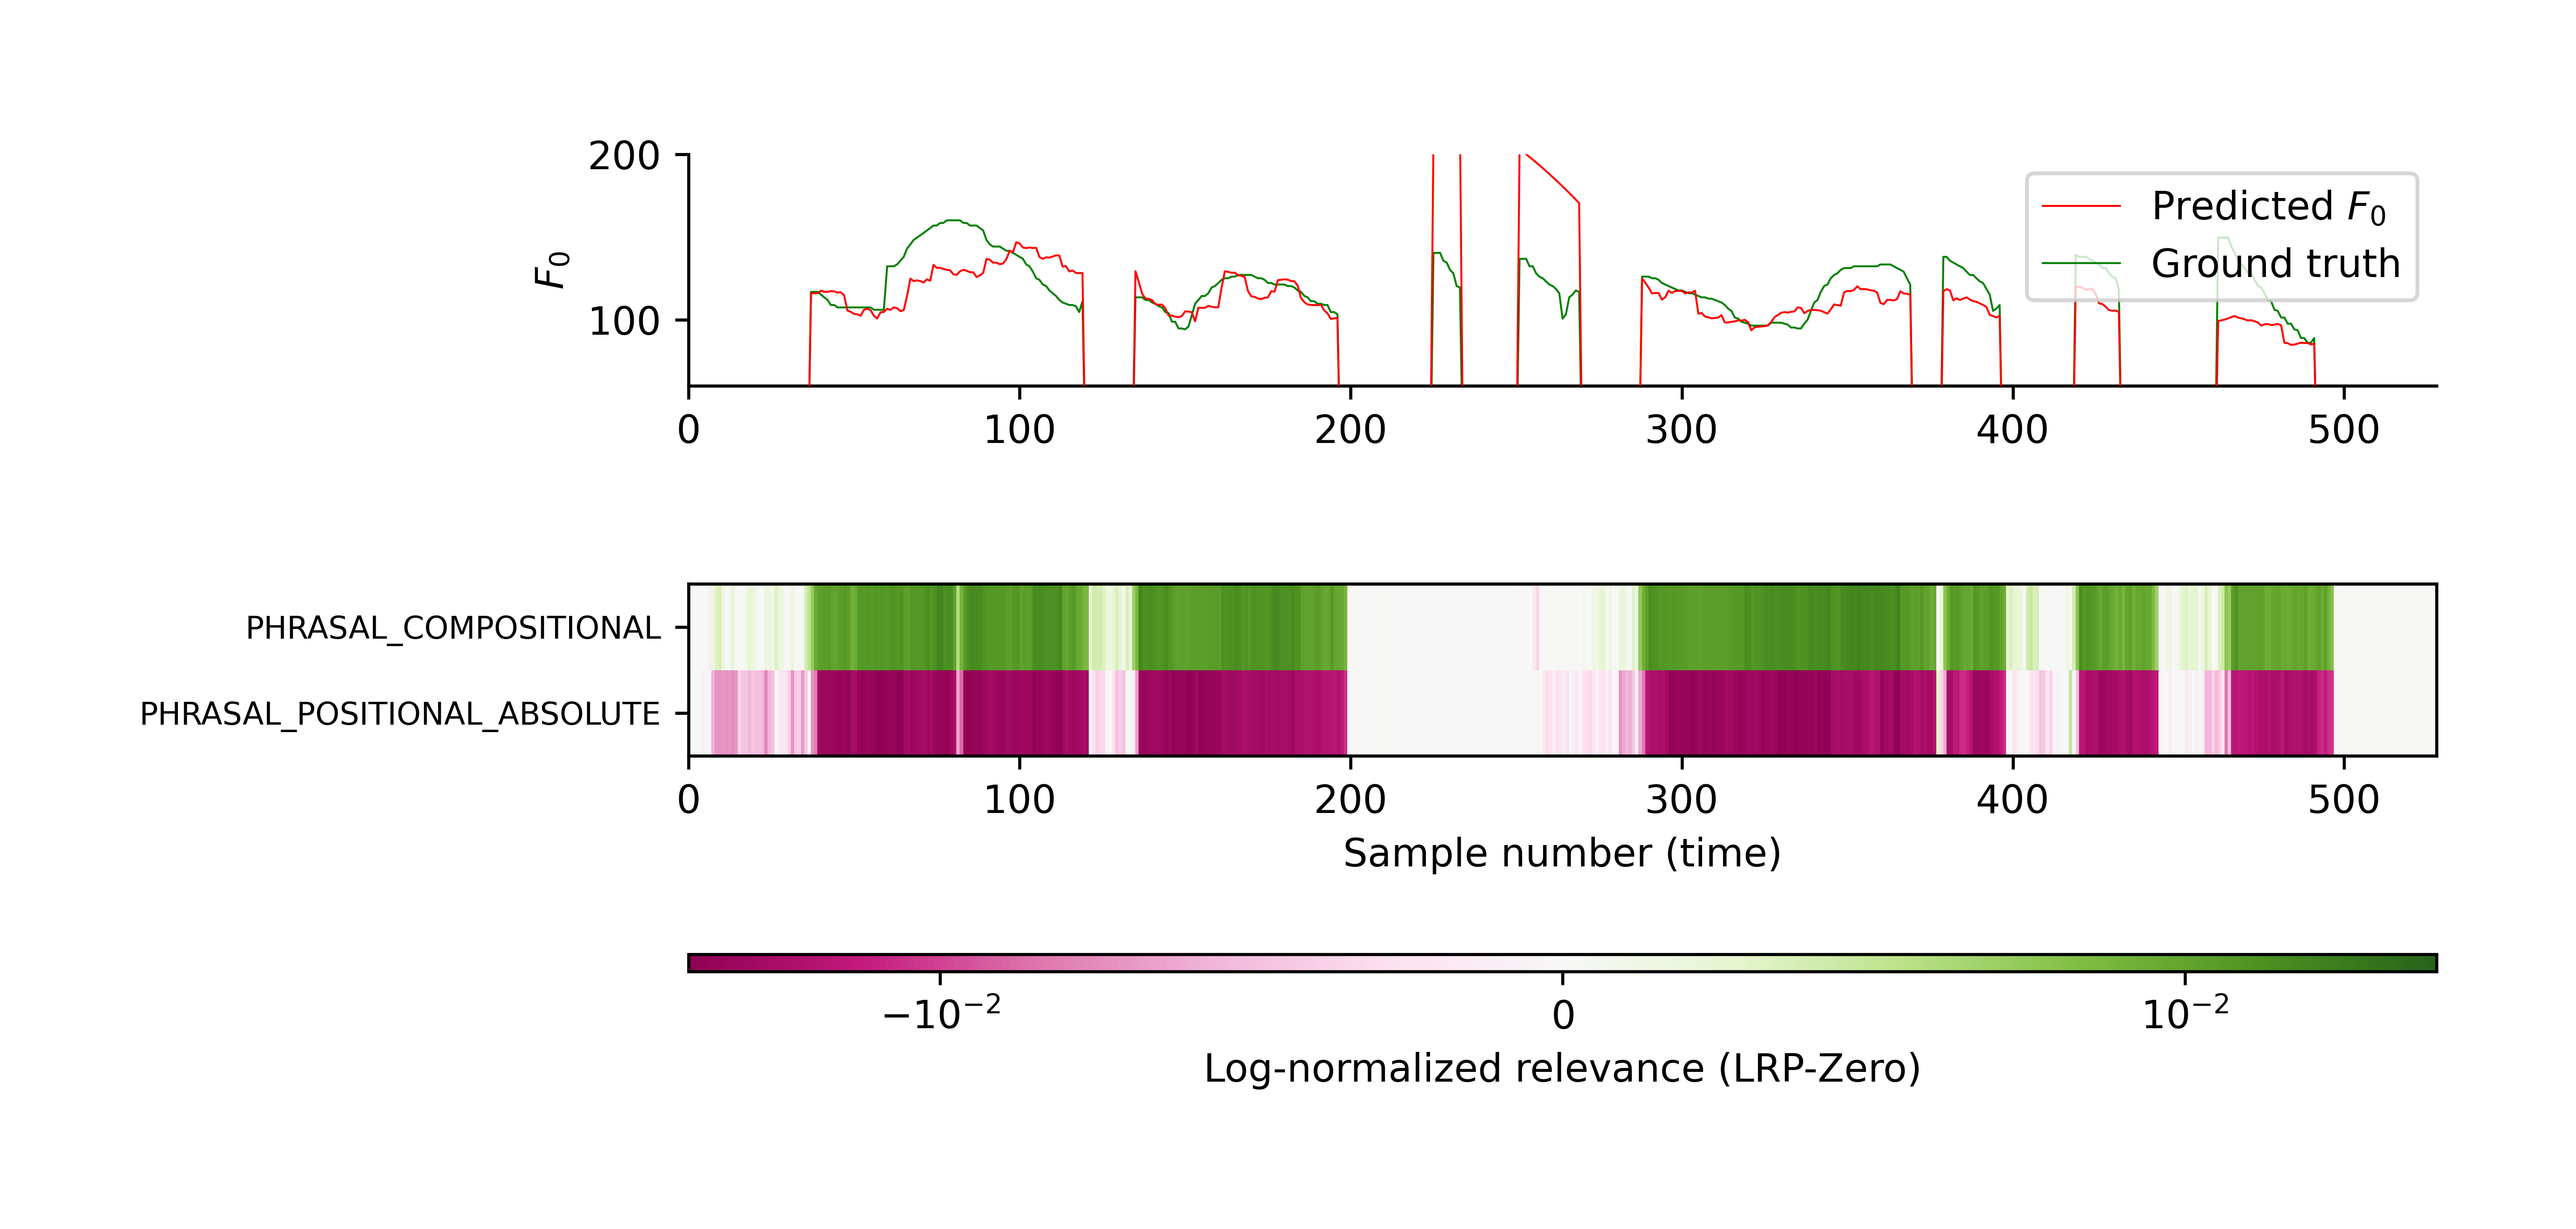 200
100
F₀
Predicted F₀
Ground truth
0 100 200 300 400 500
PHRASAL_COMPOSITIONAL
PHRASAL_POSITIONAL_ABSOLUTE
0 100 200 300 400 500
Sample number (time)
−10⁻² 0 10⁻²
Log-normalized relevance (LRP-Zero)